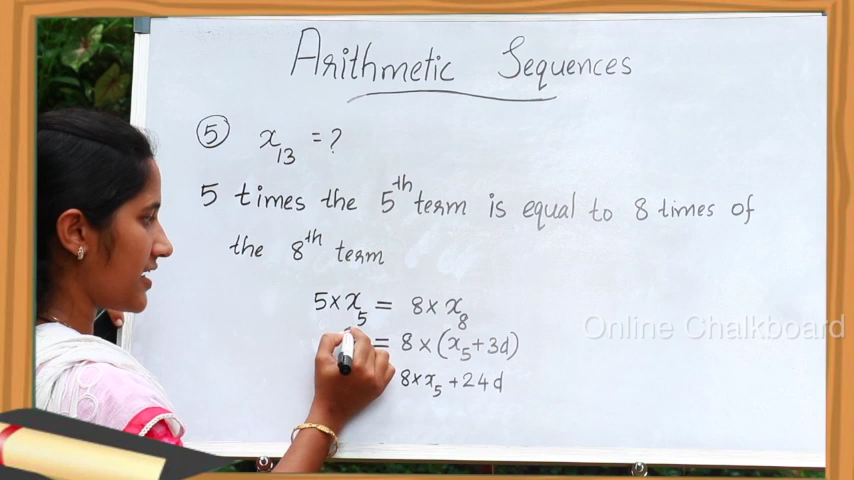 Arithmetic Sequences
5 x₁₃ = ?
5 times the 5th term is equal to 8 times of
the 8th term
5 × x₅ = 8 × x₈
= 8 × (x₅ + 3d)
8 × x₅ + 24d
Online Chalkboard